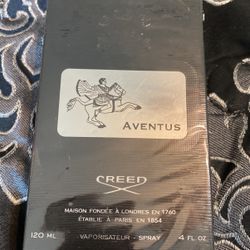 AVENTUS
CREED
MAISON FONDÉE À LONDRES EN 1760
ÉTABLIE À PARIS EN 1854
120 ML VAPORISATEUR - SPRAY 4 FL OZ